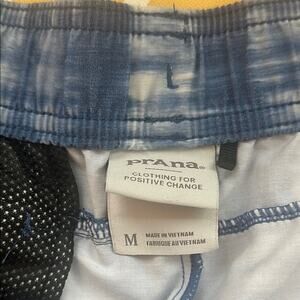 prAna®
CLOTHING FOR
POSITIVE CHANGE
M
MADE IN VIETNAM
FABRIQUÉ AU VIETNAM